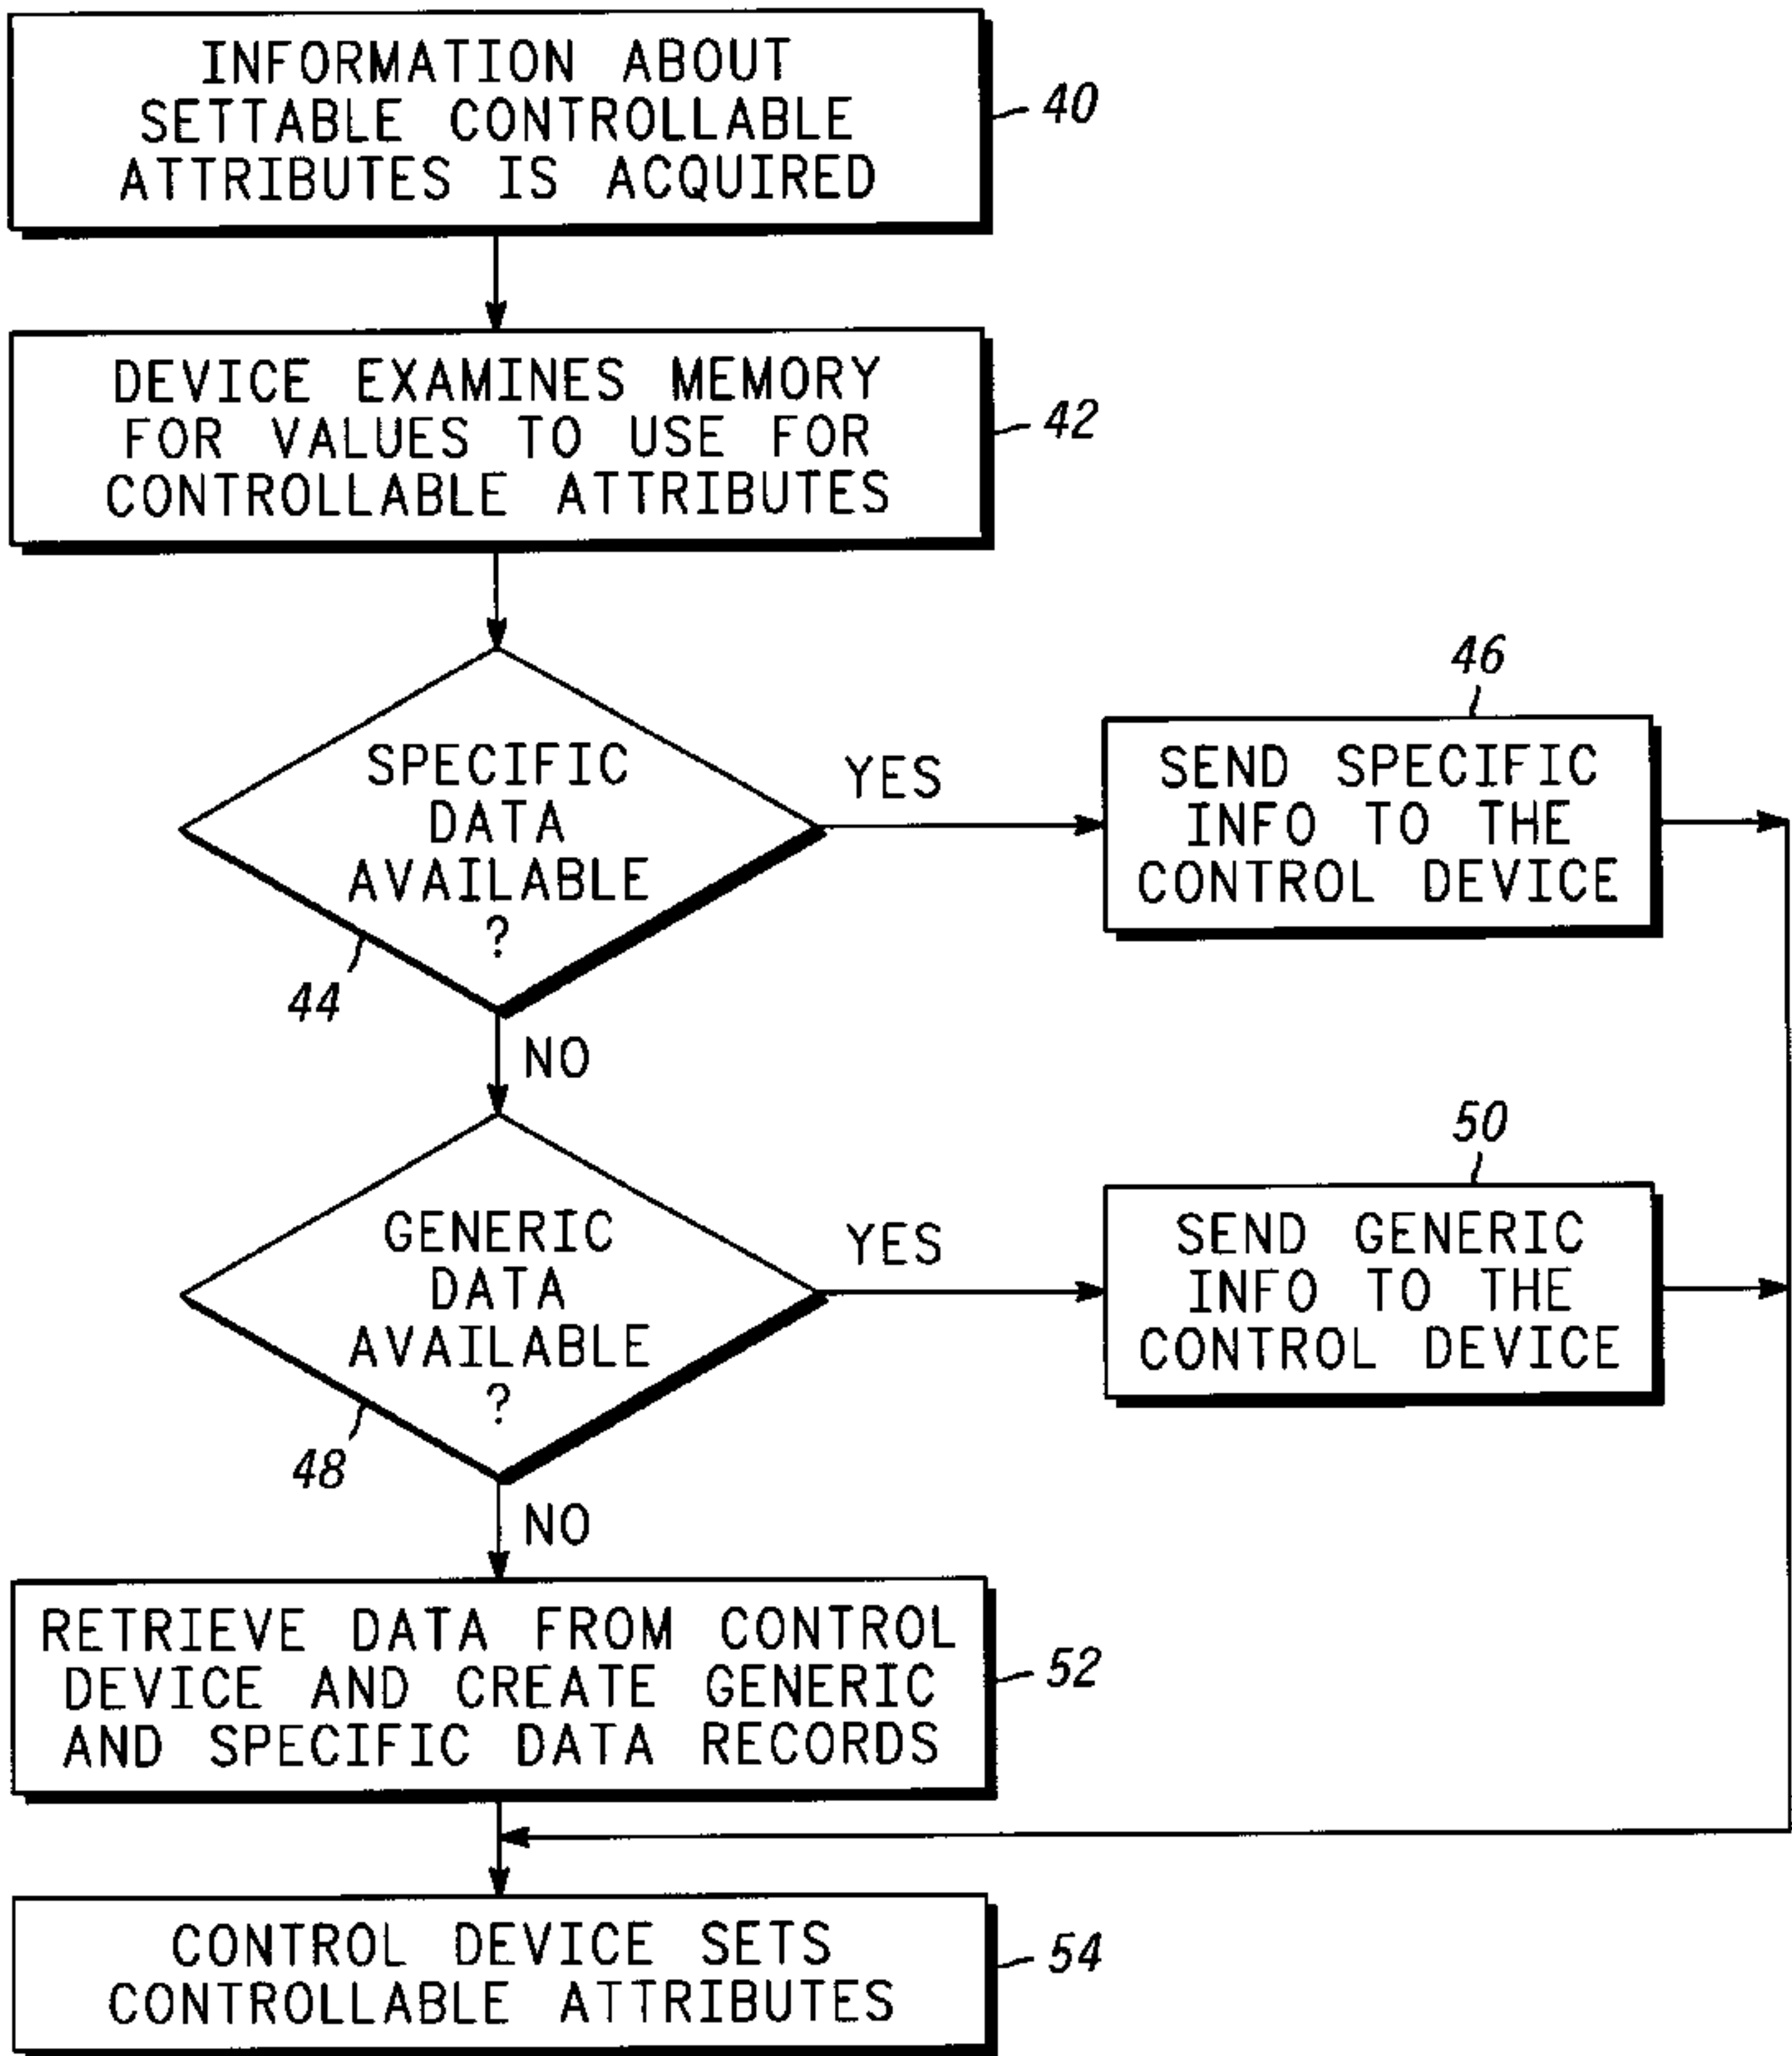 INFORMATION ABOUT
SETTABLE CONTROLLABLE
ATTRIBUTES IS ACQUIRED
40
DEVICE EXAMINES MEMORY
FOR VALUES TO USE FOR
CONTROLLABLE ATTRIBUTES
42
SPECIFIC
DATA
AVAILABLE
?
44
YES
46
SEND SPECIFIC
INFO TO THE
CONTROL DEVICE
NO
GENERIC
DATA
AVAILABLE
?
48
YES
50
SEND GENERIC
INFO TO THE
CONTROL DEVICE
NO
RETRIEVE DATA FROM CONTROL
DEVICE AND CREATE GENERIC
AND SPECIFIC DATA RECORDS
52
CONTROL DEVICE SETS
CONTROLLABLE ATTRIBUTES
54